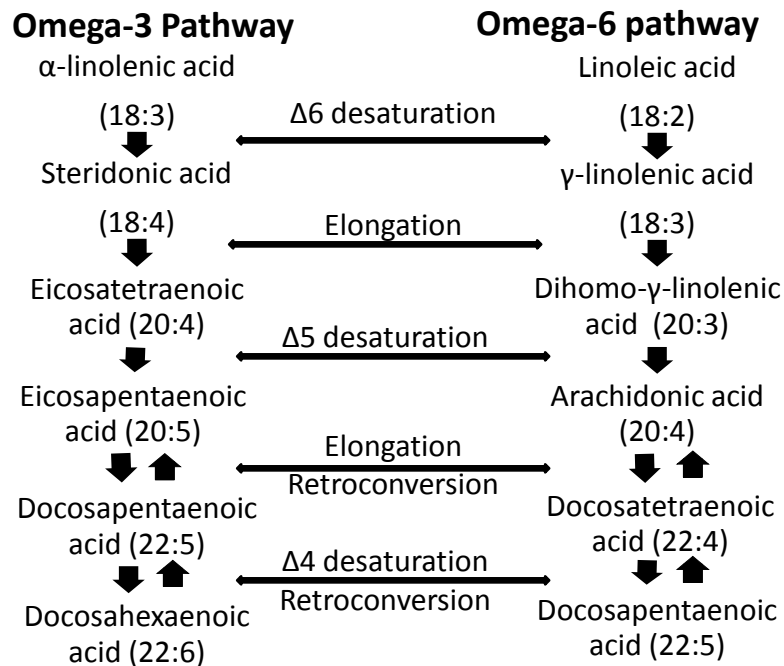 Omega-3 Pathway
α-linolenic acid
(18:3)
Steridonic acid
(18:4)
Eicosatetraenoic
acid (20:4)
Eicosapentaenoic
acid (20:5)
Docosapentaenoic
acid (22:5)
Docosahexaenoic
acid (22:6)
Δ6 desaturation
Elongation
Δ5 desaturation
Elongation
Retroconversion
Δ4 desaturation
Retroconversion
Omega-6 pathway
Linoleic acid
(18:2)
γ-linolenic acid
(18:3)
Dihomo-γ-linolenic
acid (20:3)
Arachidonic acid
(20:4)
Docosatetraenoic
acid (22:4)
Docosapentaenoic
acid (22:5)